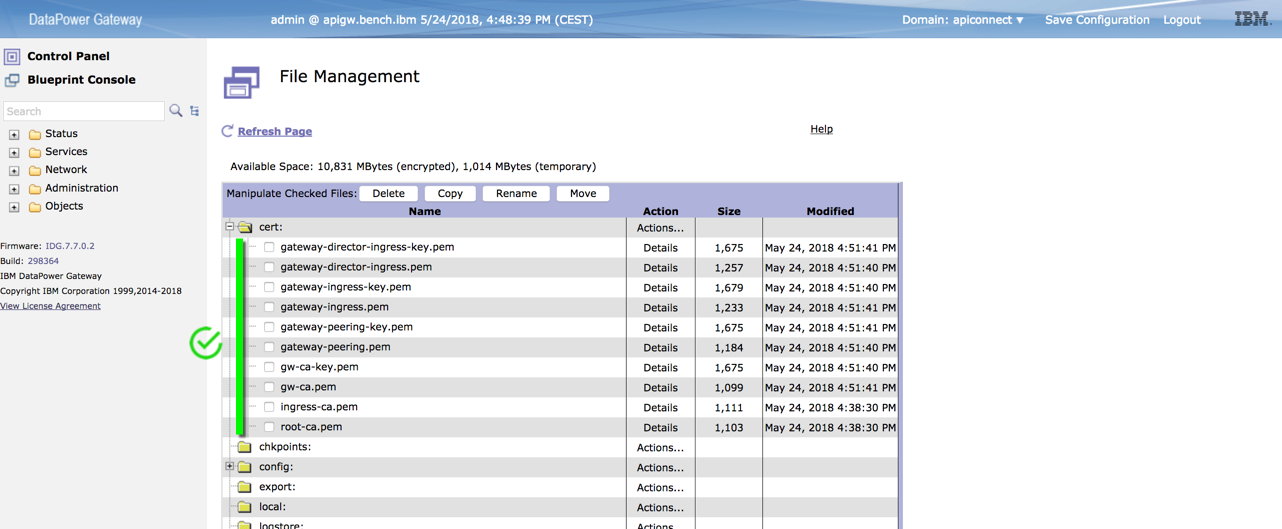 DataPower Gateway
admin @ apigw.bench.ibm 5/24/2018, 4:48:39 PM (CEST)
Domain: apiconnect ▼ Save Configuration Logout IBM.
Control Panel
Blueprint Console
Search
Status
Services
Network
Administration
Objects
Firmware: IDG.7.7.0.2
Build: 298364
IBM DataPower Gateway
Copyright IBM Corporation 1999,2014-2018
View License Agreement
File Management
Refresh Page
Help
Available Space: 10,831 MBytes (encrypted), 1,014 MBytes (temporary)
Manipulate Checked Files: Delete Copy Rename Move
Name Action Size Modified
cert: Actions...
gateway-director-ingress-key.pem Details 1,675 May 24, 2018 4:51:41 PM
gateway-director-ingress.pem Details 1,257 May 24, 2018 4:51:40 PM
gateway-ingress-key.pem Details 1,679 May 24, 2018 4:51:40 PM
gateway-ingress.pem Details 1,233 May 24, 2018 4:51:41 PM
gateway-peering-key.pem Details 1,675 May 24, 2018 4:51:41 PM
gateway-peering.pem Details 1,184 May 24, 2018 4:51:40 PM
gw-ca-key.pem Details 1,675 May 24, 2018 4:51:40 PM
gw-ca.pem Details 1,099 May 24, 2018 4:51:41 PM
ingress-ca.pem Details 1,111 May 24, 2018 4:38:30 PM
root-ca.pem Details 1,103 May 24, 2018 4:38:30 PM
chkpoints: Actions...
config: Actions...
export: Actions...
local: Actions...
logstore: Actions...